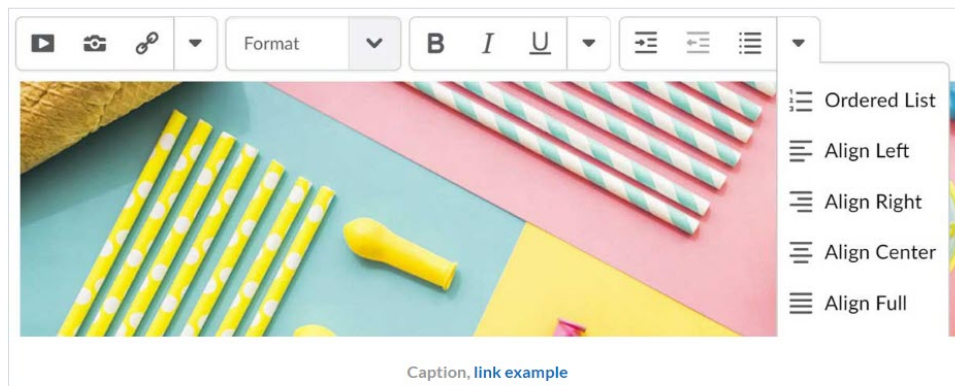 Format
B I U
Ordered List
Align Left
Align Right
Align Center
Align Full
Caption, link example